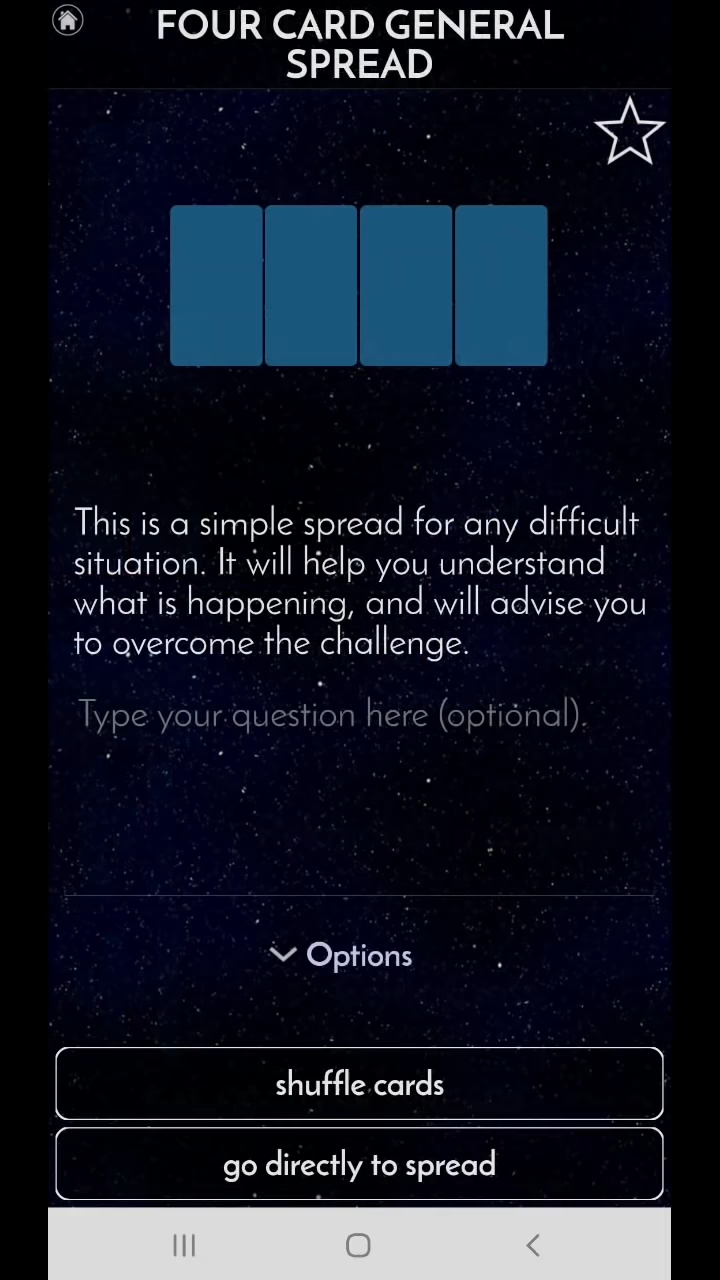 FOUR CARD GENERAL
SPREAD
This is a simple spread for any difficult
situation. It will help you understand
what is happening, and will advise you
to overcome the challenge.
Type your question here (optional).
Options
shuffle cards
go directly to spread